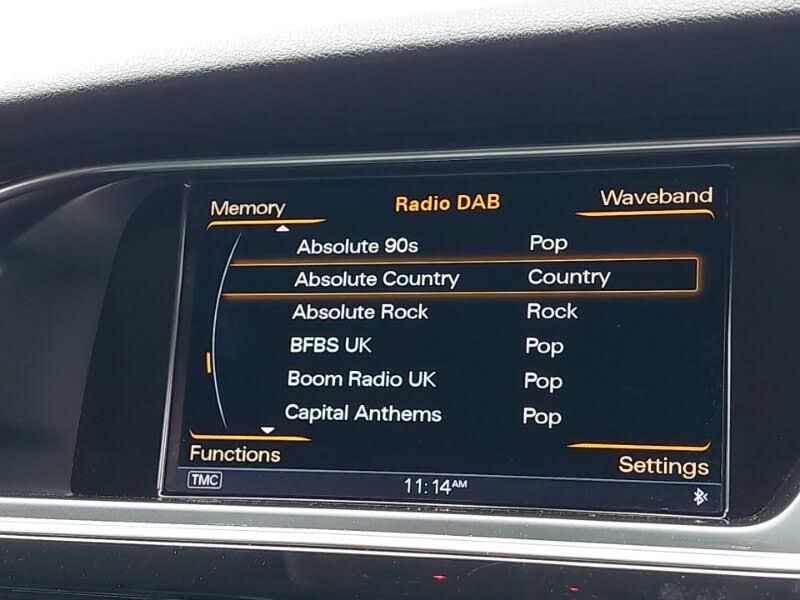 Memory Radio DAB Waveband
Absolute 90s Pop
Absolute Country Country
Absolute Rock Rock
BFBS UK Pop
Boom Radio UK Pop
Capital Anthems Pop
Functions Settings
TMC 11:14AM